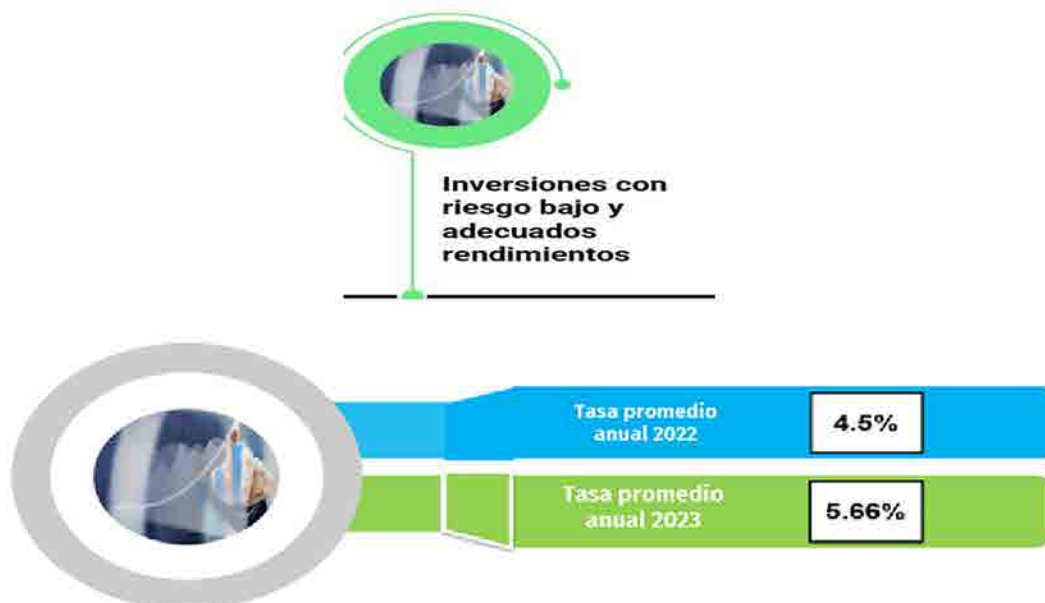 Inversiones con
riesgo bajo y
adecuados
rendimientos
Tasa promedio
anual 2022
4.5%
Tasa promedio
anual 2023
5.66%